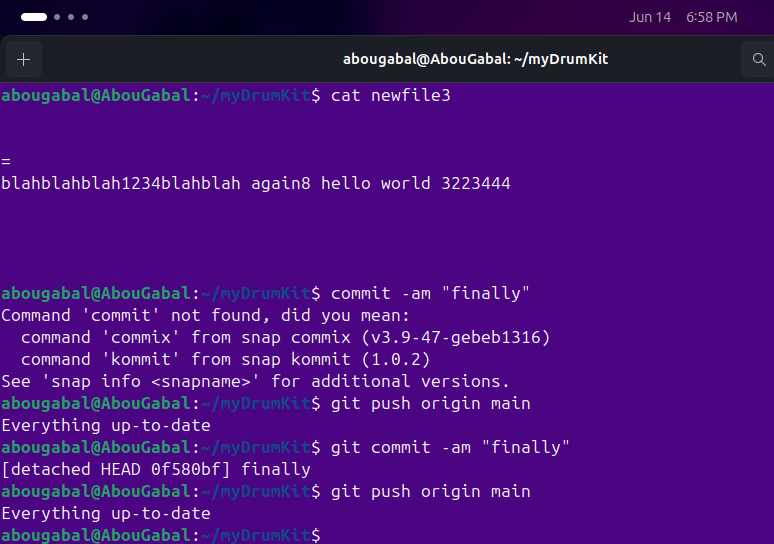 Jun 14 6:58 PM
abougabal@AbouGabal: ~/myDrumKit
abougabal@AbouGabal:~/myDrumKit$ cat newfile3
=
blahblahblah1234blahblah again8 hello world 3223444
abougabal@AbouGabal:~/myDrumKit$ commit -am "finally"
Command 'commit' not found, did you mean:
  command 'commix' from snap commix (v3.9-47-gebeb1316)
  command 'kommit' from snap kommit (1.0.2)
See 'snap info <snapname>' for additional versions.
abougabal@AbouGabal:~/myDrumKit$ git push origin main
Everything up-to-date
abougabal@AbouGabal:~/myDrumKit$ git commit -am "finally"
[detached HEAD 0f580bf] finally
abougabal@AbouGabal:~/myDrumKit$ git push origin main
Everything up-to-date
abougabal@AbouGabal:~/myDrumKit$